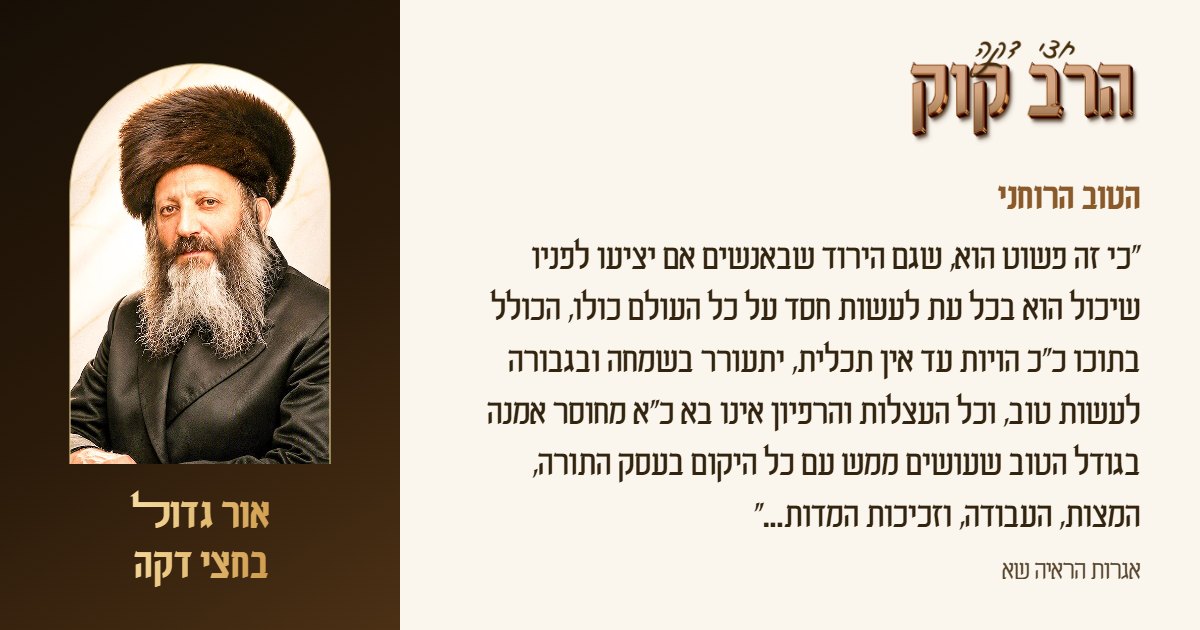 חצי דקה
הרב קוק
הטוב הרוחני
"כי זה פשוט הוא, שגם הירוד שבאנשים אם יציעו לפניו
שיכול הוא בכל עת לעשות חסד על כל העולם כולו, הכולל
בתוכו כ"כ הויות עד אין תכלית, יתעורר בשמחה ובגבורה
לעשות טוב, וכל העצלות והרפיון אינו בא כ"א מחוסר אמנה
בגודל הטוב שעושים ממש עם כל היקום בעסק התורה,
המצות, העבודה, וזכיכות המדות..."
אגרות הראיה שא
אור גדול
בחצי דקה